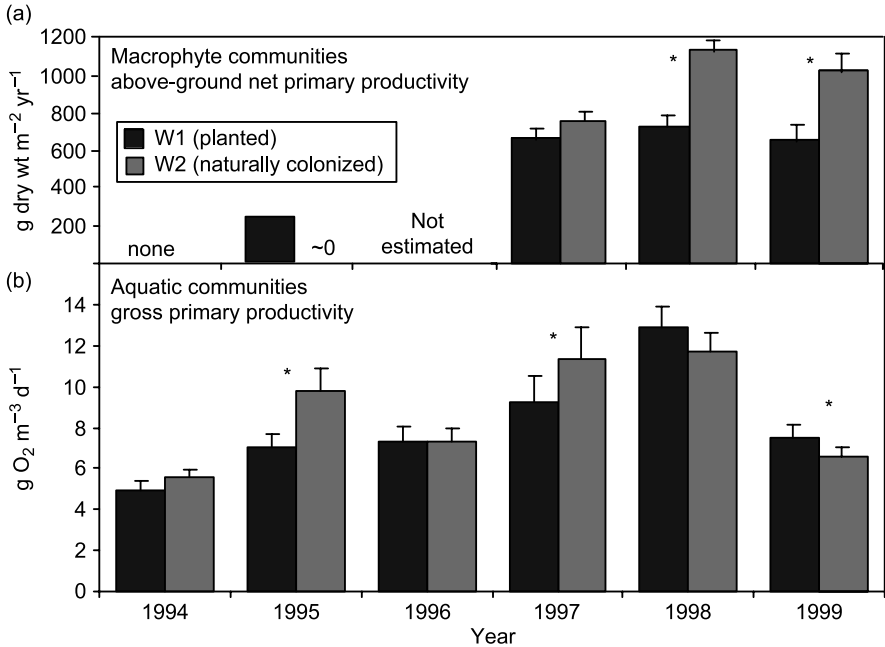 (a)
1200
1000
800
600
400
200
g dry wt m⁻² yr⁻¹
Macrophyte communities
above-ground net primary productivity
W1 (planted)
W2 (naturally colonized)
*
*
none
~0
Not
estimated
(b)
14
12
10
8
6
4
2
0
g O₂ m⁻³ d⁻¹
Aquatic communities
gross primary productivity
*
*
*
1994
1995
1996
1997
1998
1999
Year